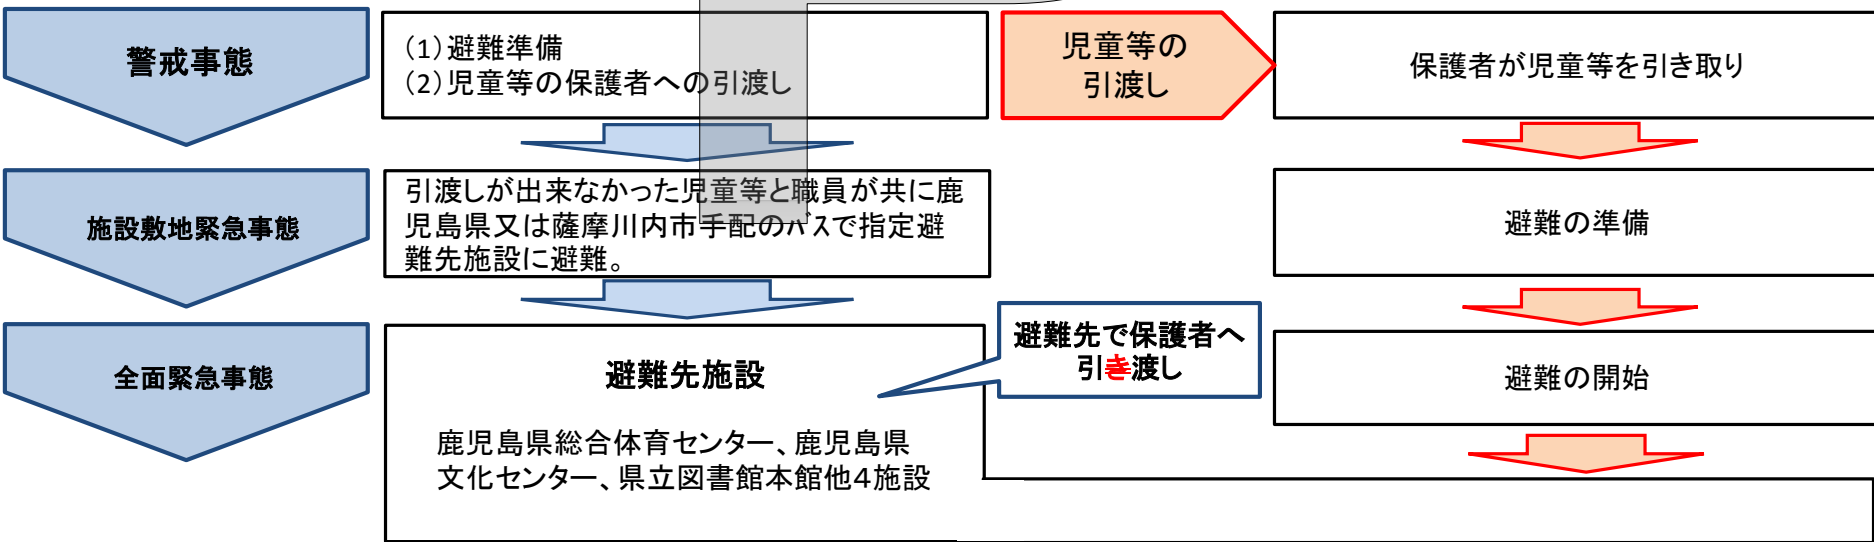 警戒事態
(1)避難準備
(2)児童等の保護者への引渡し
児童等の
引渡し
保護者が児童等を引き取り
施設敷地緊急事態
引渡しが出来なかった児童等と職員が共に鹿
児島県又は薩摩川内市手配のバスで指定避
難先施設に避難。
避難の準備
全面緊急事態
避難先施設
鹿児島県総合体育センター、鹿児島県
文化センター、県立図書館本館他4施設
避難先で保護者へ
引き渡し
避難の開始